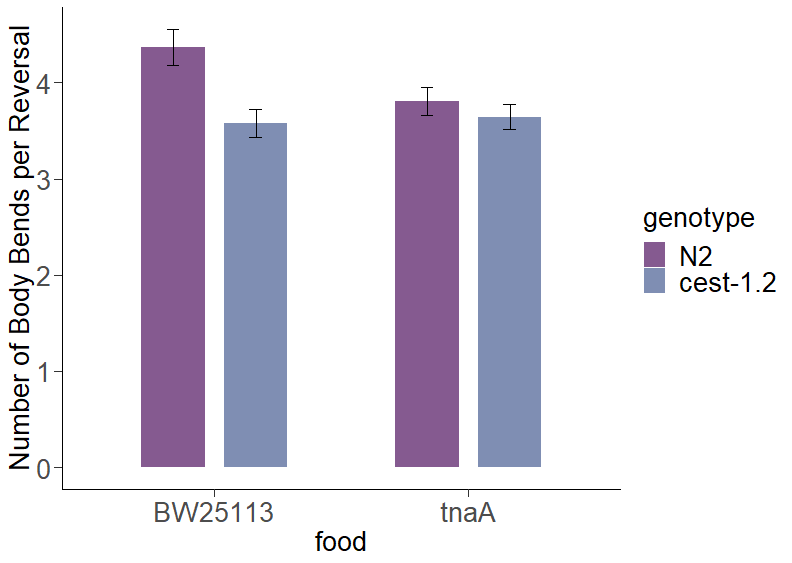 Number of Body Bends per Reversal
4
3
2
1
0
BW25113
tnaA
food
genotype
N2
cest-1.2